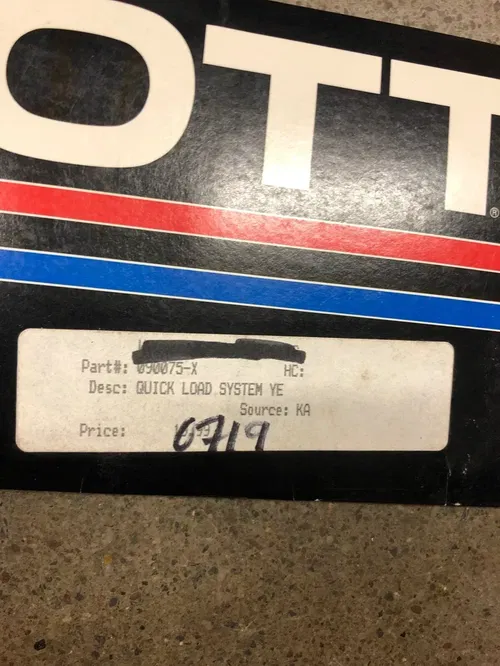 OTT
®
Part#: 090075-X HC:
Desc: QUICK LOAD SYSTEM YE
Source: KA
Price:
0719